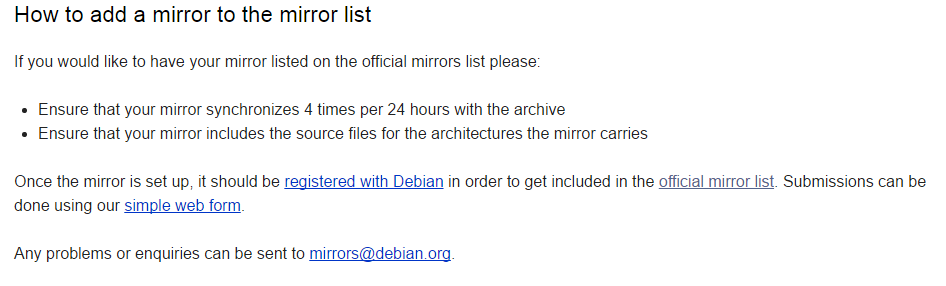 How to add a mirror to the mirror list
If you would like to have your mirror listed on the official mirrors list please:
• Ensure that your mirror synchronizes 4 times per 24 hours with the archive
• Ensure that your mirror includes the source files for the architectures the mirror carries
Once the mirror is set up, it should be registered with Debian in order to get included in the official mirror list. Submissions can be
done using our simple web form.
Any problems or enquiries can be sent to mirrors@debian.org.